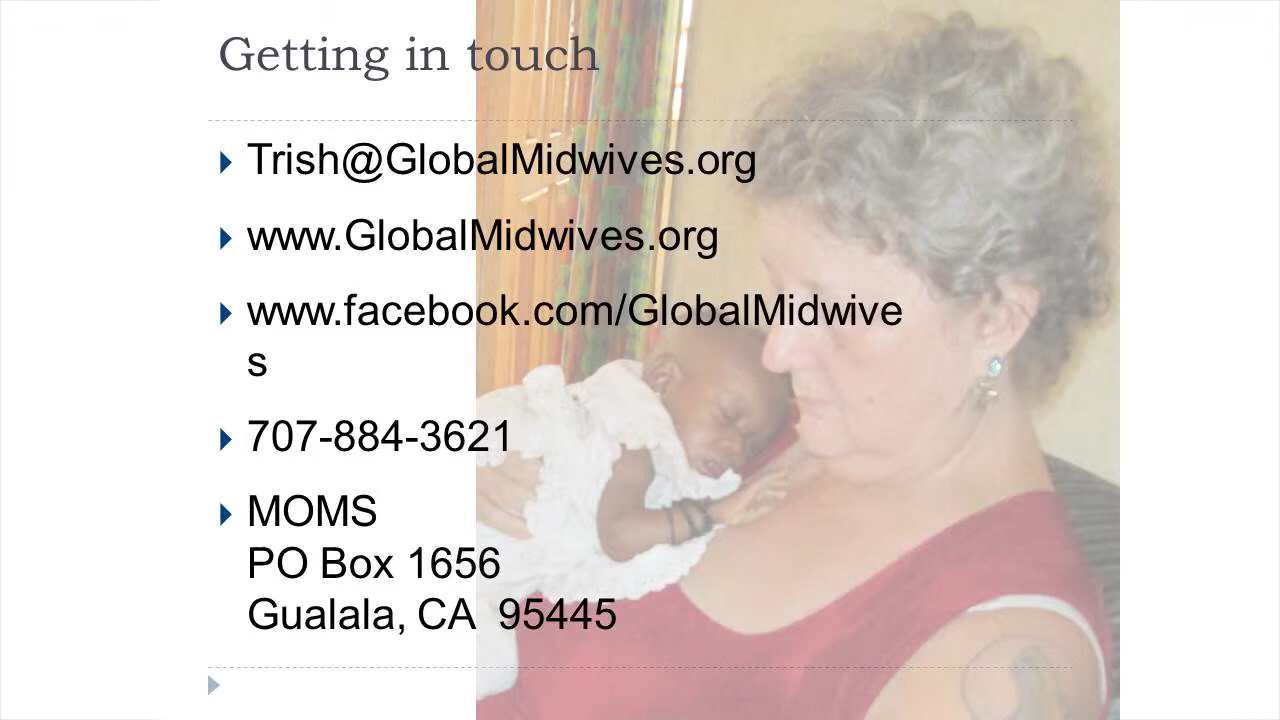 Getting in touch
Trish@GlobalMidwives.org
www.GlobalMidwives.org
www.facebook.com/GlobalMidwive
s
707-884-3621
MOMS
PO Box 1656
Gualala, CA  95445